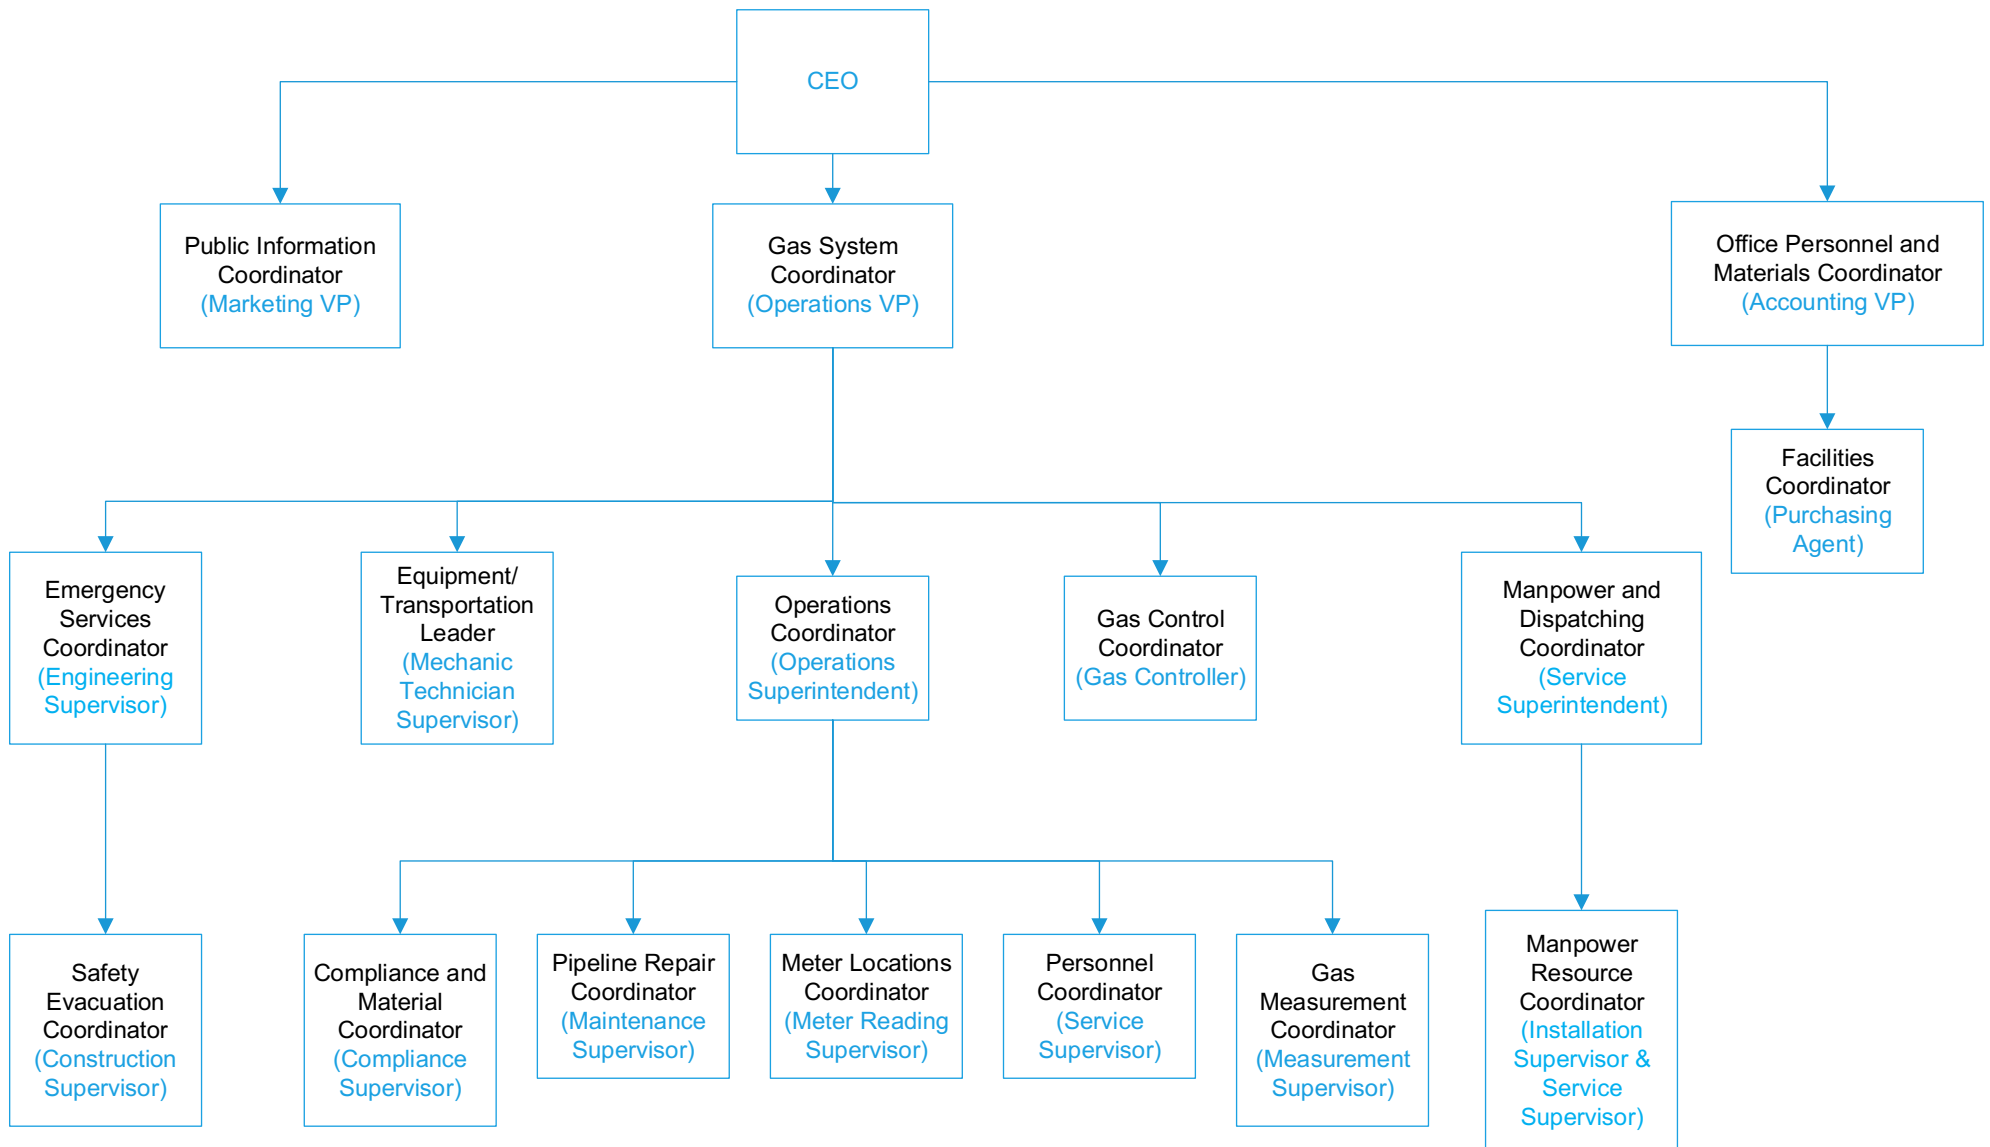 CEO
Public Information
Coordinator
(Marketing VP)
Gas System
Coordinator
(Operations VP)
Office Personnel and
Materials Coordinator
(Accounting VP)
Facilities
Coordinator
(Purchasing
Agent)
Emergency
Services
Coordinator
(Engineering
Supervisor)
Equipment/
Transportation
Leader
(Mechanic
Technician
Supervisor)
Operations
Coordinator
(Operations
Superintendent)
Gas Control
Coordinator
(Gas Controller)
Manpower and
Dispatching
Coordinator
(Service
Superintendent)
Safety
Evacuation
Coordinator
(Construction
Supervisor)
Compliance and
Material
Coordinator
(Compliance
Supervisor)
Pipeline Repair
Coordinator
(Maintenance
Supervisor)
Meter Locations
Coordinator
(Meter Reading
Supervisor)
Personnel
Coordinator
(Service
Supervisor)
Gas
Measurement
Coordinator
(Measurement
Supervisor)
Manpower
Resource
Coordinator
(Installation
Supervisor &
Service
Supervisor)